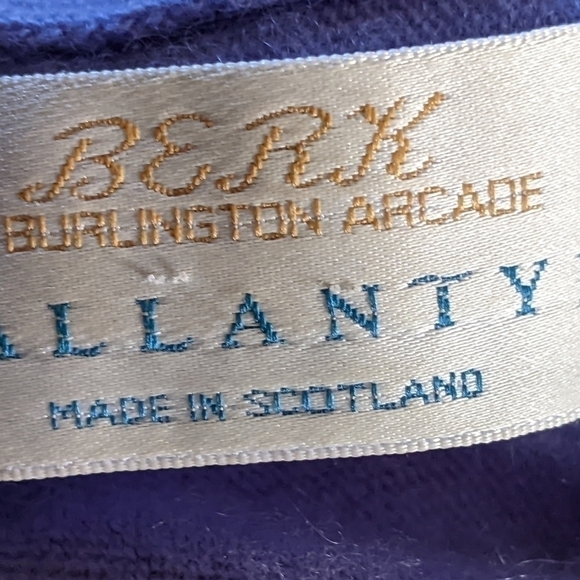 BERK
BURLINGTON ARCADE
ALLANTY
MADE IN SCOTLAND